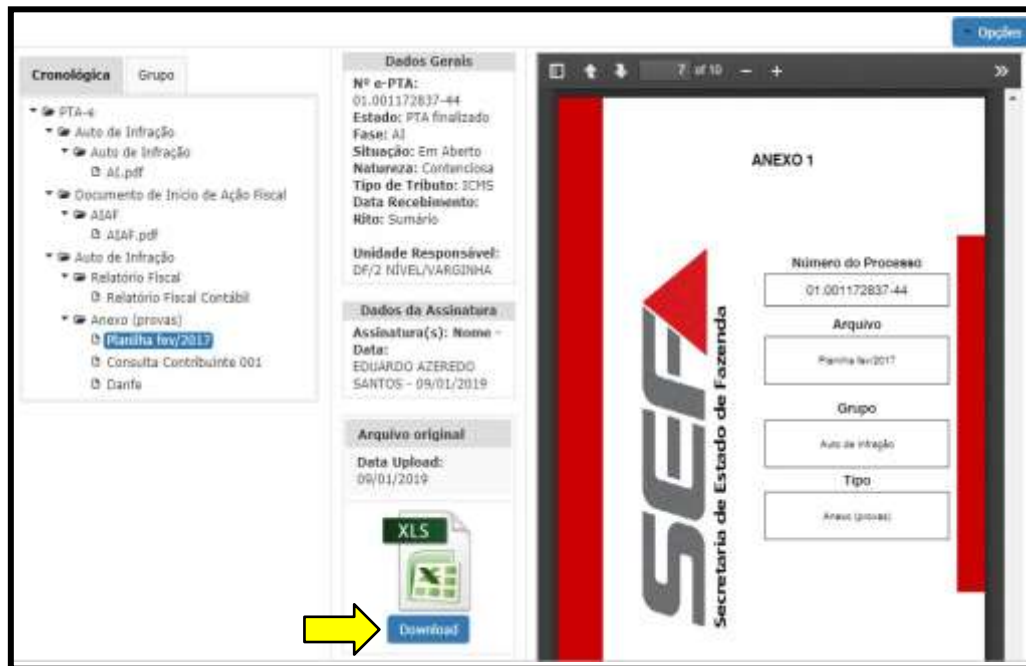 Opções
Cronológica
Grupo
PTA-e
Auto de Infração
Auto de Infração
AI.pdf
Documento de Início de Ação Fiscal
AIAF
AIAF.pdf
Auto de Infração
Relatório Fiscal
Relatório Fiscal Contábil
Anexo (provas)
Planilha fev/2017
Consulta Contribuinte 001
Danfe
Dados Gerais
Nº e-PTA:
01.001172837-44
Estado: PTA finalizado
Fase: AI
Situação: Em Aberto
Natureza: Contenciosa
Tipo de Tributo: ICMS
Data Recebimento:
Rito: Sumário
Unidade Responsável:
DF/2 NÍVEL/VARGINHA
Dados da Assinatura
Assinatura(s): Nome -
Data:
EDUARDO AZEREDO
SANTOS - 09/01/2019
Arquivo original
Data Upload:
09/01/2019
XLS
Download
7 of 10
ANEXO 1
SEF
Secretaria de Estado de Fazenda
Número do Processo
01.001172837-44
Arquivo
Planilha fev/2017
Grupo
Auto de Infração
Tipo
Anexo (provas)